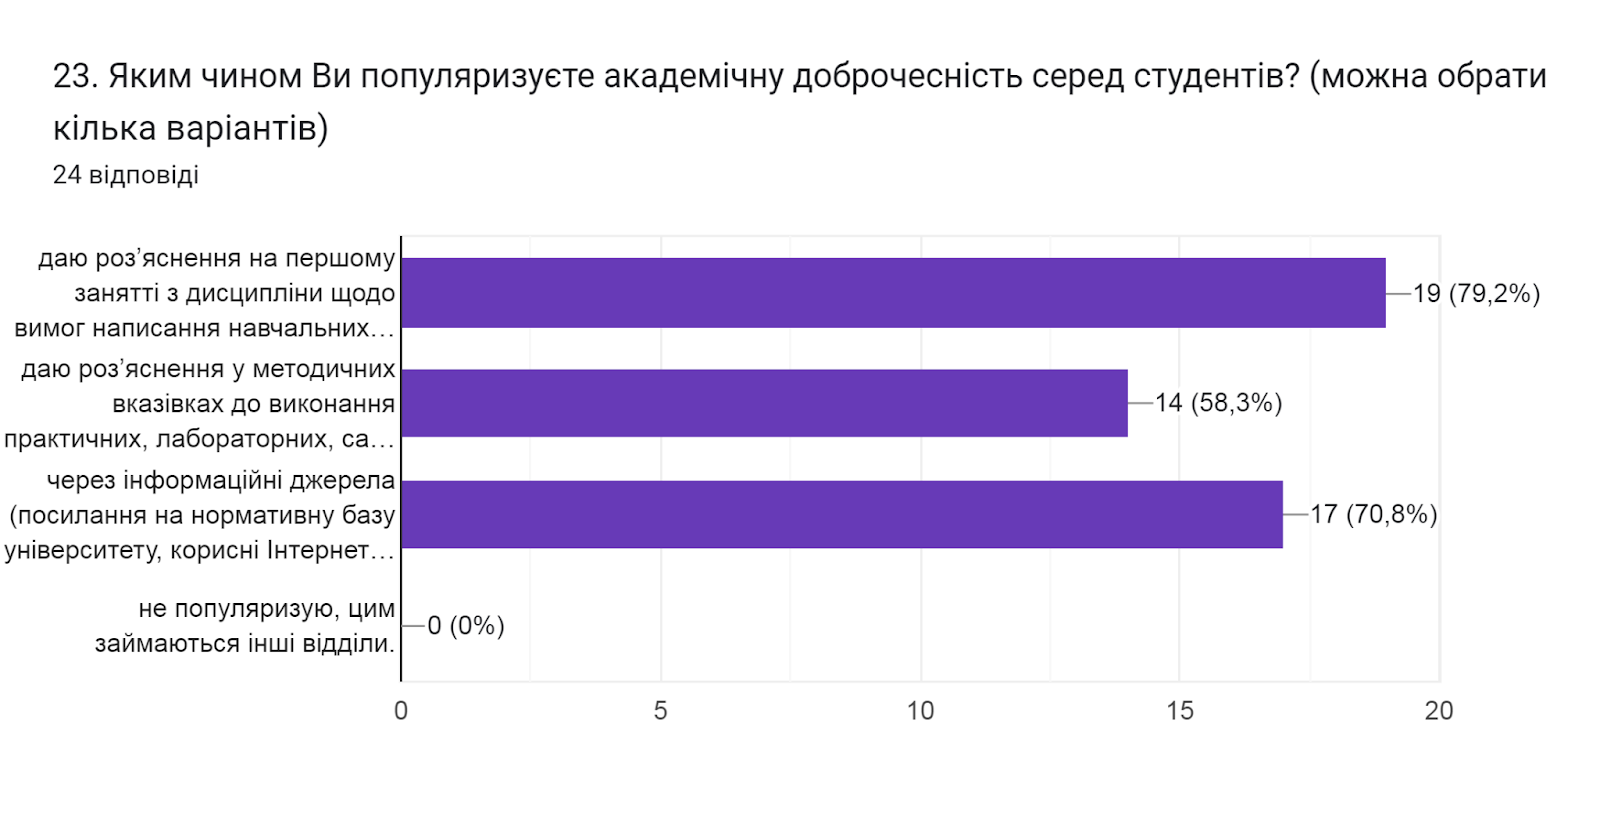 23. Яким чином Ви популяризуєте академічну доброчесність серед студентів? (можна обрати
кілька варіантів)
24 відповіді
даю роз’яснення на першому
занятті з дисципліни щодо
вимог написання навчальних…
19 (79,2%)
даю роз’яснення у методичних
вказівках до виконання
практичних, лабораторних, са…
14 (58,3%)
через інформаційні джерела
(посилання на нормативну базу
університету, корисні Інтернет…
17 (70,8%)
не популяризую, цим
займаються інші відділи.
0 (0%)
0 5 10 15 20